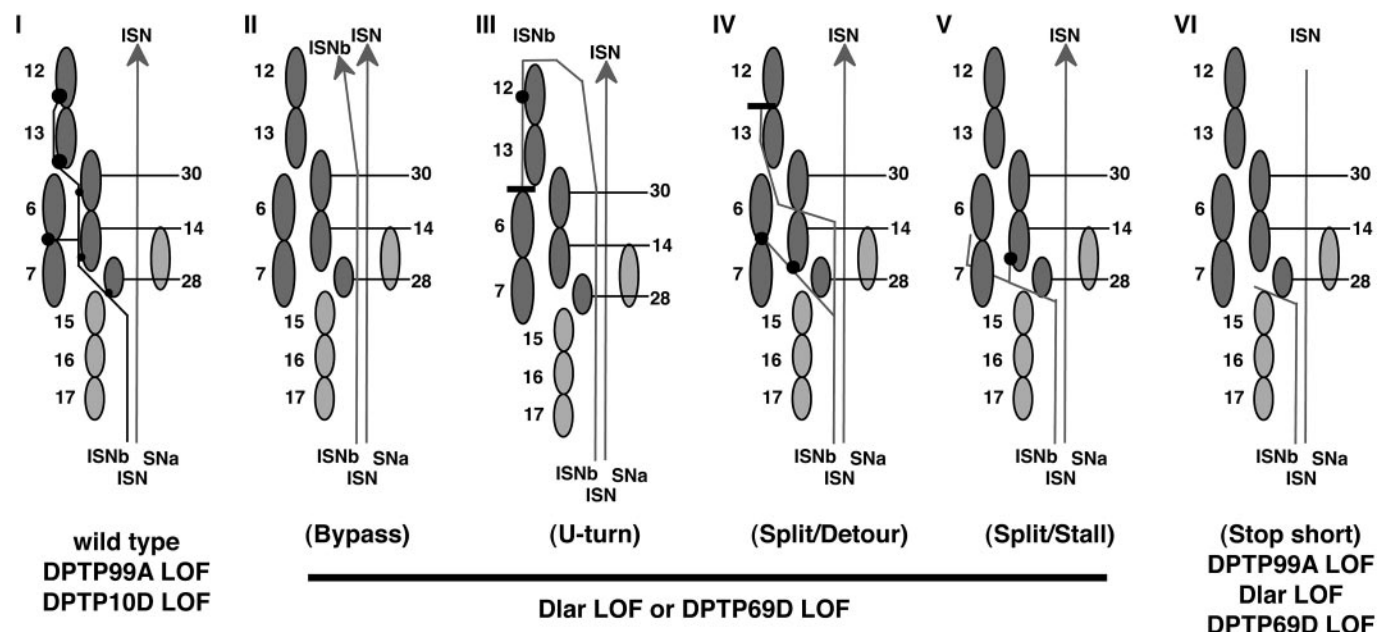 I
ISN
12
13
30
6
14
7
28
15
16
17
ISNb SNa
ISN
wild type
DPTP99A LOF
DPTP10D LOF
II
ISNb ISN
12
13
30
6
14
7
28
15
16
17
ISNb SNa
ISN
(Bypass)
III
ISNb
ISN
12
13
30
6
14
7
28
15
16
17
ISNb SNa
ISN
(U-turn)
IV
ISN
12
13
30
6
14
7
28
15
16
17
ISNb SNa
ISN
(Split/Detour)
V
ISN
12
13
30
6
14
7
28
15
16
17
ISNb SNa
ISN
(Split/Stall)
Dlar LOF or DPTP69D LOF
VI
ISN
12
13
30
6
14
7
28
15
16
17
ISNb SNa
ISN
(Stop short)
DPTP99A LOF
Dlar LOF
DPTP69D LOF